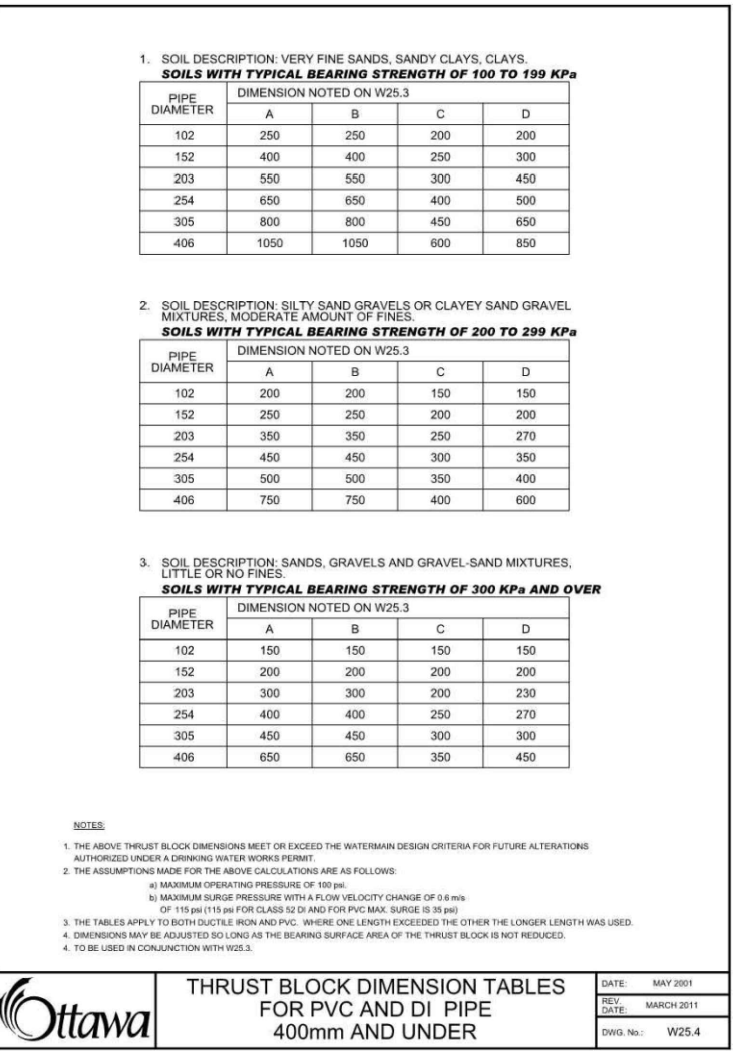 1. SOIL DESCRIPTION: VERY FINE SANDS, SANDY CLAYS, CLAYS.
SOILS WITH TYPICAL BEARING STRENGTH OF 100 TO 199 KPa
PIPE DIAMETER DIMENSION NOTED ON W25.3
A B C D
102 250 250 200 200
152 400 400 250 300
203 550 550 300 450
254 650 650 400 500
305 800 800 450 650
406 1050 1050 600 850
2. SOIL DESCRIPTION: SILTY SAND GRAVELS OR CLAYEY SAND GRAVEL
MIXTURES, MODERATE AMOUNT OF FINES.
SOILS WITH TYPICAL BEARING STRENGTH OF 200 TO 299 KPa
PIPE DIAMETER DIMENSION NOTED ON W25.3
A B C D
102 200 200 150 150
152 250 250 200 200
203 350 350 250 270
254 450 450 300 350
305 500 500 350 400
406 750 750 400 600
3. SOIL DESCRIPTION: SANDS, GRAVELS AND GRAVEL-SAND MIXTURES,
LITTLE OR NO FINES.
SOILS WITH TYPICAL BEARING STRENGTH OF 300 KPa AND OVER
PIPE DIAMETER DIMENSION NOTED ON W25.3
A B C D
102 150 150 150 150
152 200 200 200 200
203 300 300 200 230
254 400 400 250 270
305 450 450 300 300
406 650 650 350 450
NOTES:
1. THE ABOVE THRUST BLOCK DIMENSIONS MEET OR EXCEED THE WATERMAIN DESIGN CRITERIA FOR FUTURE ALTERATIONS
AUTHORIZED UNDER A DRINKING WATER WORKS PERMIT.
2. THE ASSUMPTIONS MADE FOR THE ABOVE CALCULATIONS ARE AS FOLLOWS:
a) MAXIMUM OPERATING PRESSURE OF 100 psi.
b) MAXIMUM SURGE PRESSURE WITH A FLOW VELOCITY CHANGE OF 0.6 m/s
OF 115 psi (115 psi FOR CLASS 52 DI AND FOR PVC MAX. SURGE IS 35 psi)
3. THE TABLES APPLY TO BOTH DUCTILE IRON AND PVC. WHERE ONE LENGTH EXCEEDED THE OTHER THE LONGER LENGTH WAS USED.
4. DIMENSIONS MAY BE ADJUSTED SO LONG AS THE BEARING SURFACE AREA OF THE THRUST BLOCK IS NOT REDUCED.
4. TO BE USED IN CONJUNCTION WITH W25.3.
Ottawa
THRUST BLOCK DIMENSION TABLES
FOR PVC AND DI PIPE
400mm AND UNDER
DATE: MAY 2001
REV. DATE: MARCH 2011
DWG. No.: W25.4